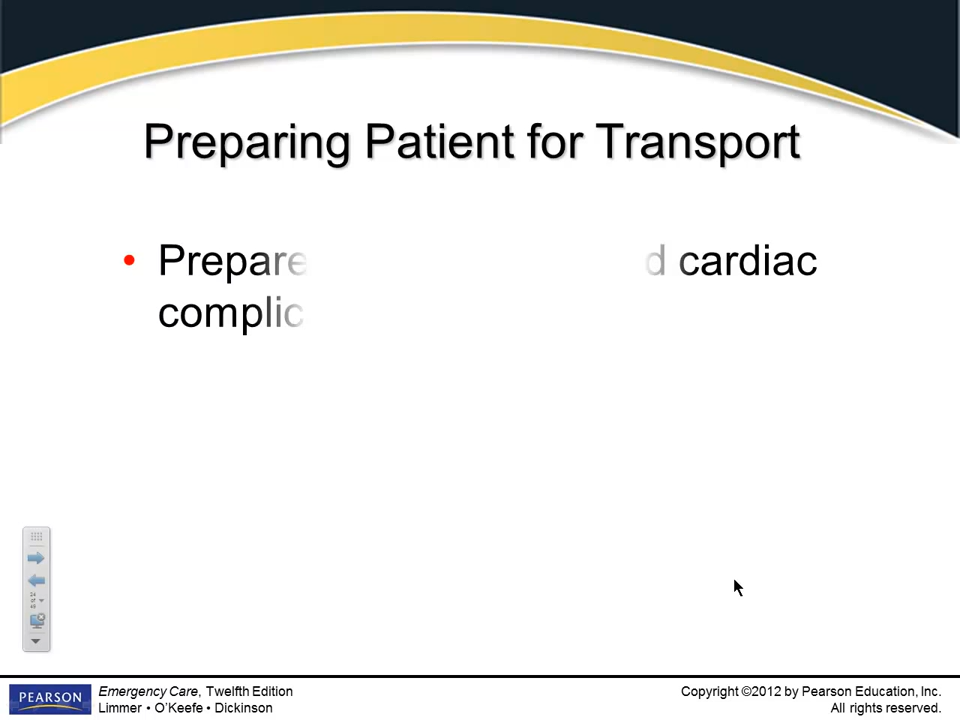 Preparing Patient for Transport
• Prepare cardiac
PEARSON
Emergency Care, Twelfth Edition
Limmer • O’Keefe • Dickinson
Copyright ©2012 by Pearson Education, Inc.
All rights reserved.